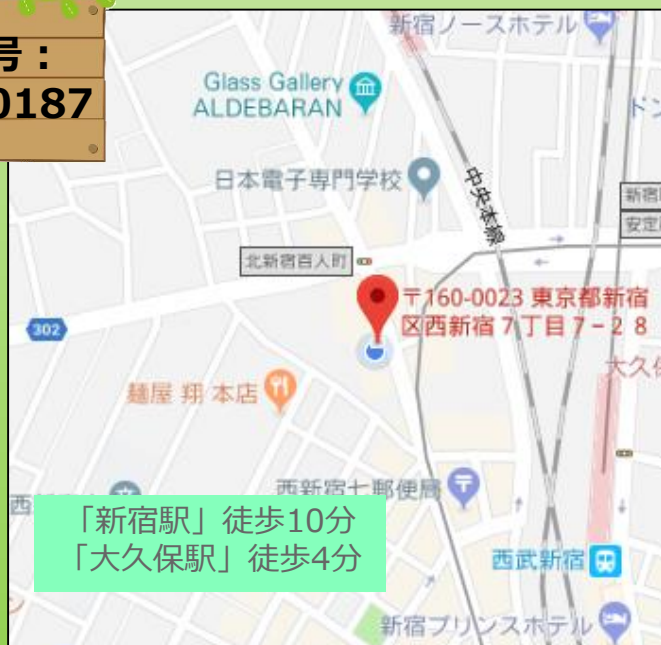 号：
0187
新宿ノースホテル
Glass Gallery
ALDEBARAN
日本電子専門学校
中央本線
北新宿百人町
302
〒160-0023 東京都新宿
区西新宿７丁目７−２８
麺屋 翔 本店
西新宿七郵便局
「新宿駅」徒歩10分
「大久保駅」徒歩4分
西武新宿
新宿プリンスホテル